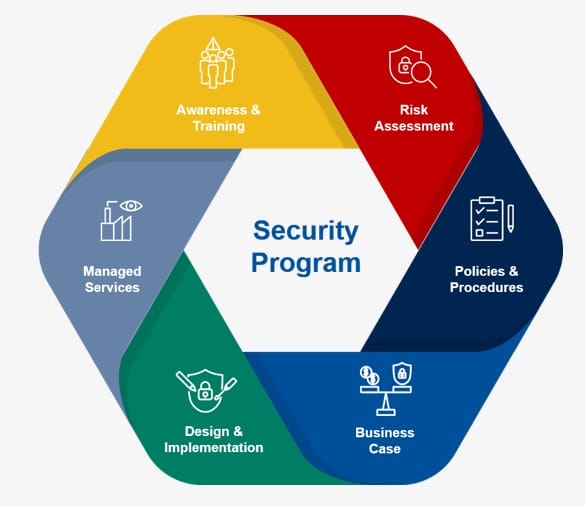 Awareness &
Training
Risk
Assessment
Security
Program
Managed
Services
Policies &
Procedures
Design &
Implementation
Business
Case